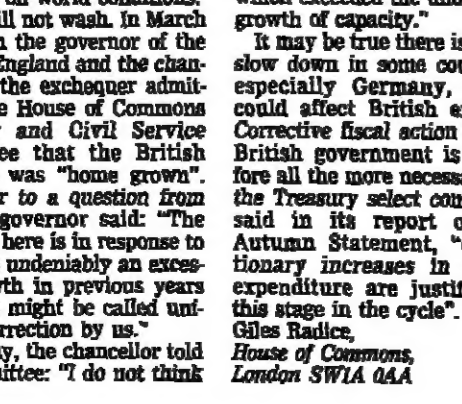 ill not wash. In March
the governor of the
England and the chan-
the exchequer admit-
House of Commons
and Civil Service
ee that the British
was "home grown".
r to a question from
governor said: "The
here is in response to
undeniably an exces-
th in previous years
might be called uni-
rrection by us."
y, the chancellor told
ittee: "I do not think
growth of capacity."
It may be true there is
slow down in some cou
especially Germany,
could affect British e
Corrective fiscal action
British government is
fore all the more necess
the Treasury select com
said in its report o
Autumn Statement, "
tionary increases in
expenditure are justif
this stage in the cycle".
Giles Radice,
House of Commons,
London SW1A 0AA